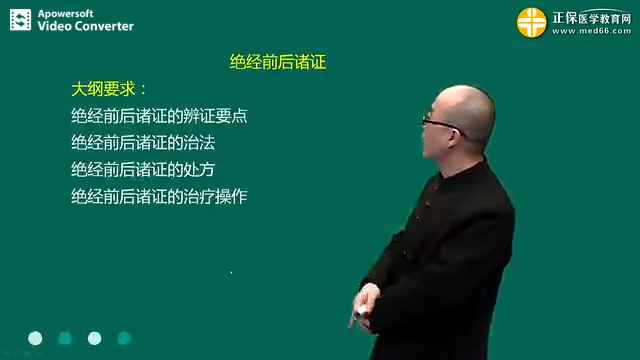 Apowersoft
Video Converter
正保医学教育网
www.med66.com
绝经前后诸证
大纲要求：
绝经前后诸证的辨证要点
绝经前后诸证的治法
绝经前后诸证的处方
绝经前后诸证的治疗操作